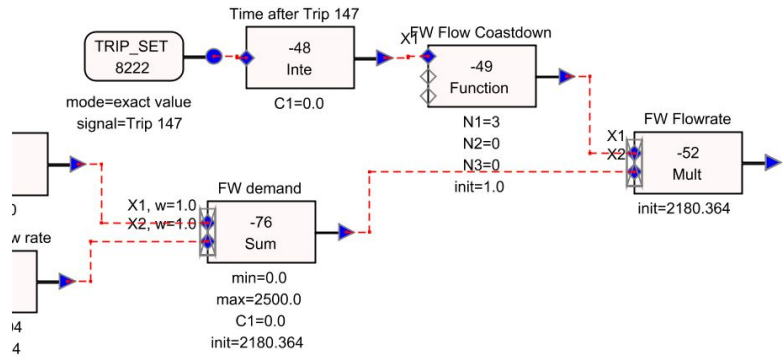 Time after Trip 147
TRIP_SET
8222
mode=exact value
signal=Trip 147
-48
Inte
C1=0.0
X1
FW Flow Coastdown
-49
Function
N1=3
N2=0
N3=0
init=1.0
FW Flowrate
X1
X2
-52
Mult
init=2180.364
FW demand
X1, w=1.0
X2, w=1.0
-76
Sum
min=0.0
max=2500.0
C1=0.0
init=2180.364
0
w rate
04
4